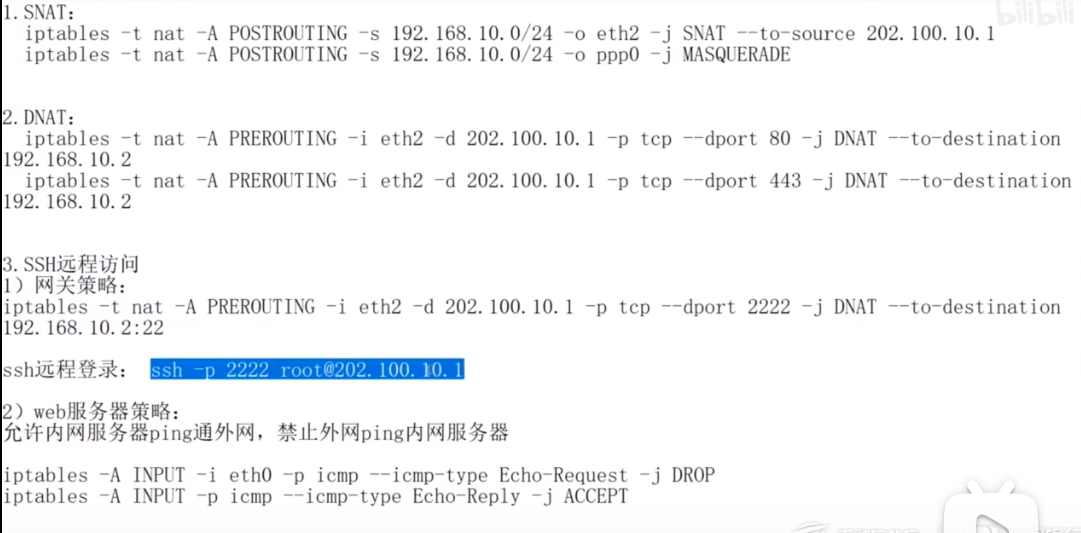 bilibili
1.SNAT:
iptables -t nat -A POSTROUTING -s 192.168.10.0/24 -o eth2 -j SNAT --to-source 202.100.10.1
iptables -t nat -A POSTROUTING -s 192.168.10.0/24 -o ppp0 -j MASQUERADE
2.DNAT:
iptables -t nat -A PREROUTING -i eth2 -d 202.100.10.1 -p tcp --dport 80 -j DNAT --to-destination
192.168.10.2
iptables -t nat -A PREROUTING -i eth2 -d 202.100.10.1 -p tcp --dport 443 -j DNAT --to-destination
192.168.10.2
3.SSH远程访问
1）网关策略：
iptables -t nat -A PREROUTING -i eth2 -d 202.100.10.1 -p tcp --dport 2222 -j DNAT --to-destination
192.168.10.2:22
ssh远程登录： ssh -p 2222 root@202.100.10.1
2）web服务器策略：
允许内网服务器ping通外网，禁止外网ping内网服务器
iptables -A INPUT -i eth0 -p icmp --icmp-type Echo-Request -j DROP
iptables -A INPUT -p icmp --icmp-type Echo-Reply -j ACCEPT